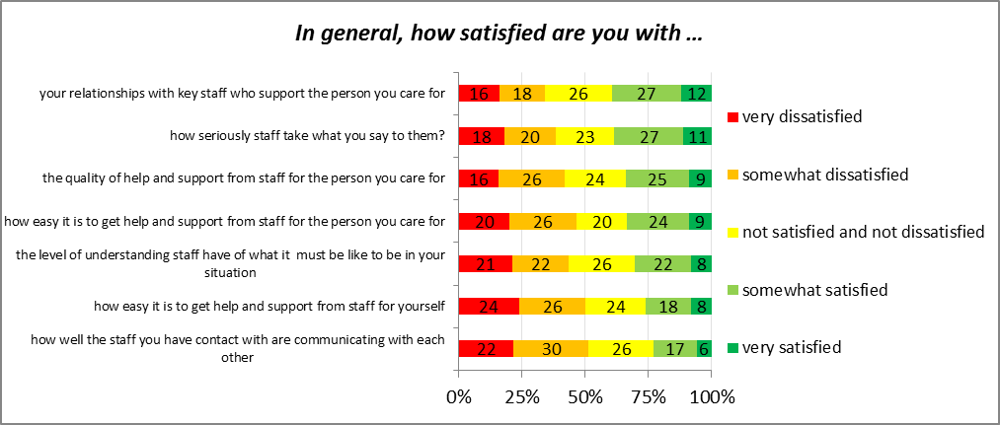 In general, how satisfied are you with ...
your relationships with key staff who support the person you care for
16 18 26 27 12
very dissatisfied
how seriously staff take what you say to them?
18 20 23 27 11
the quality of help and support from staff for the person you care for
16 26 24 25 9
somewhat dissatisfied
how easy it is to get help and support from staff for the person you care for
20 26 20 24 9
not satisfied and not dissatisfied
the level of understanding staff have of what it must be like to be in your
situation
21 22 26 22 8
somewhat satisfied
how easy it is to get help and support from staff for yourself
24 26 24 18 8
how well the staff you have contact with are communicating with each
other
22 30 26 17 6
very satisfied
0% 25% 50% 75% 100%